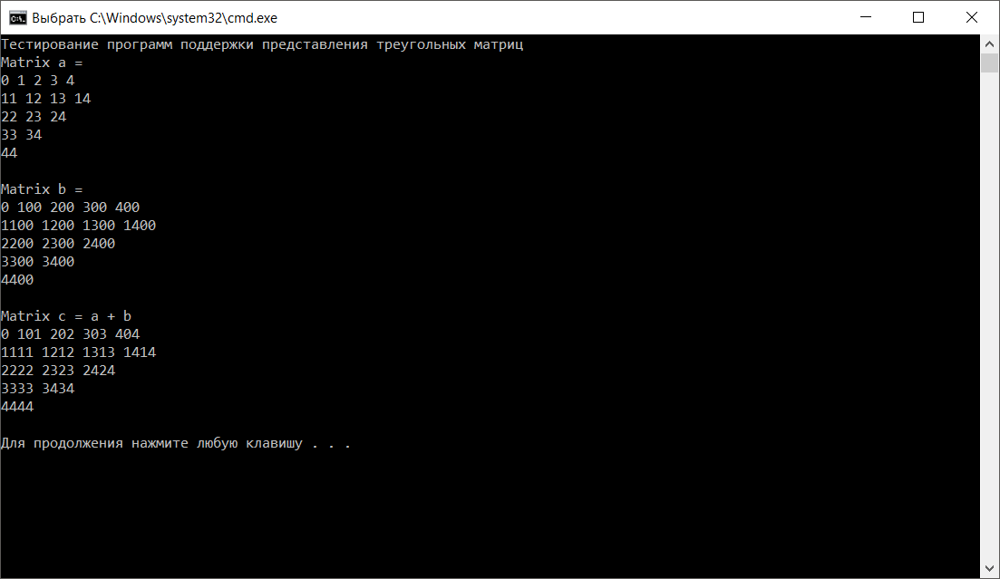 Выбрать C:\Windows\system32\cmd.exe
Тестирование программ поддержки представления треугольных матриц
Matrix a =
0 1 2 3 4
11 12 13 14
22 23 24
33 34
44
Matrix b =
0 100 200 300 400
1100 1200 1300 1400
2200 2300 2400
3300 3400
4400
Matrix c = a + b
0 101 202 303 404
1111 1212 1313 1414
2222 2323 2424
3333 3434
4444
Для продолжения нажмите любую клавишу . . .